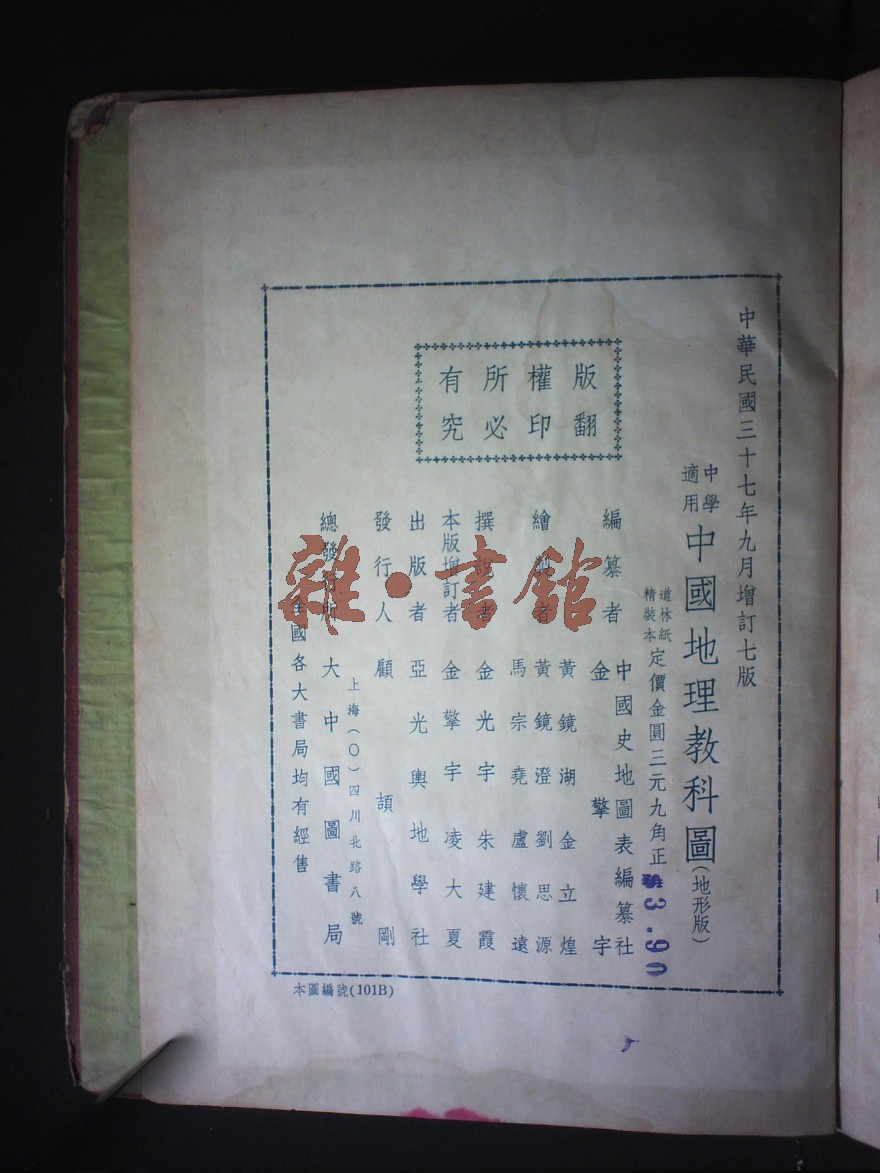 中華民國三十七年九月增訂七版
中學適用
中國地理教科圖(地形版)
道林紙精裝本
定價金圓三元九角正
3.90
版權所有
翻印必究
編纂者
中國史地圖表編纂社
金擎宇
繪製者
黃鏡湖 金立煌
黃鏡澄 劉思源
馬宗堯 盧懷遠
撰說者 金光宇 朱建霞
本版增訂者 金擎宇 凌大夏
出版者 亞光輿地學社
發行人 顧頡剛
上海(〇)四川北路八號
總發行所 大中國圖書局
全國各大書局均有經售
本圖編號(101B)
雜·書館